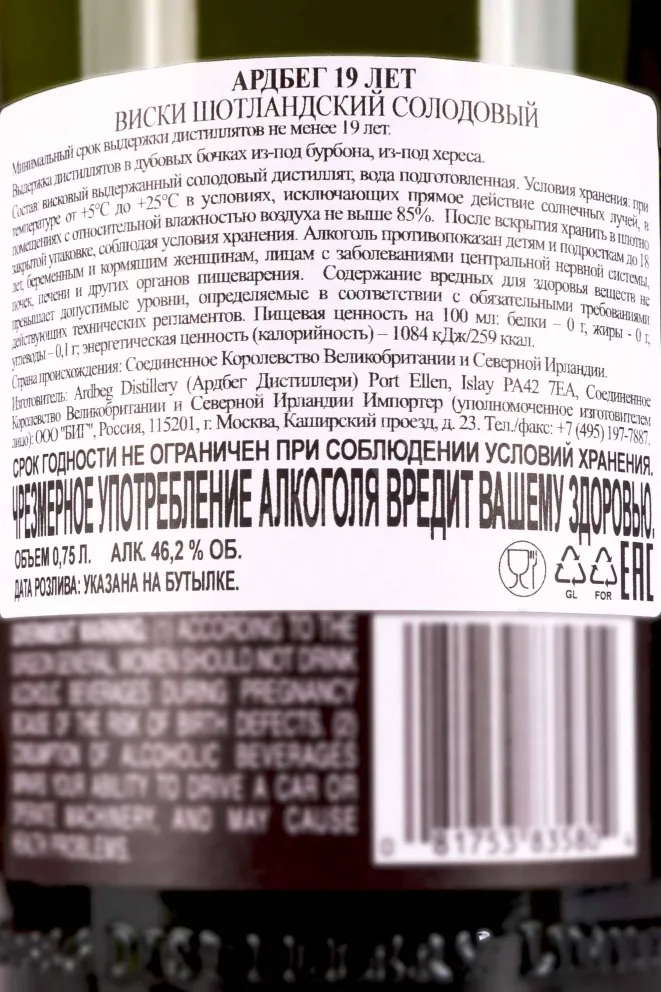 АРДБЕГ 19 ЛЕТ
ВИСКИ ШОТЛАНДСКИЙ СОЛОДОВЫЙ
Минимальный срок выдержки дистиллятов не менее 19 лет.
Выдержка дистиллятов в дубовых бочках из-под бурбона, из-под хереса.
Состав: висковый выдержанный солодовый дистиллят, вода подготовленная. Условия хранения: при
температуре от +5°С до +25°С в условиях, исключающих прямое действие солнечных лучей, в
помещениях с относительной влажностью воздуха не выше 85%. После вскрытия хранить в плотно
закрытой упаковке, соблюдая условия хранения. Алкоголь противопоказан детям и подросткам до 18
лет, беременным и кормящим женщинам, лицам с заболеваниями центральной нервной системы,
почек, печени и других органов пищеварения. Содержание вредных для здоровья веществ не
превышает допустимые уровни, определяемые в соответствии с обязательными требованиями
действующих технических регламентов. Пищевая ценность на 100 мл: белки – 0 г, жиры - 0 г,
углеводы – 0,1 г; энергетическая ценность (калорийность) – 1084 кДж/259 ккал.
Страна происхождения: Соединенное Королевство Великобритании и Северной Ирландии.
Изготовитель: Ardbeg Distillery (Ардбег Дистиллери) Port Ellen, Islay PA42 7EA, Соединенное
Королевство Великобритании и Северной Ирландии Импортер (уполномоченное изготовителем
лицо): ООО "БИГ", Россия, 115201, г. Москва, Каширский проезд, д. 23. Тел./факс: +7 (495) 197-7887.
СРОК ГОДНОСТИ НЕ ОГРАНИЧЕН ПРИ СОБЛЮДЕНИИ УСЛОВИЙ ХРАНЕНИЯ.
ЧРЕЗМЕРНОЕ УПОТРЕБЛЕНИЕ АЛКОГОЛЯ ВРЕДИТ ВАШЕМУ ЗДОРОВЬЮ.
ОБЪЕМ 0,75 Л. АЛК. 46,2 % ОБ.
ДАТА РОЗЛИВА: УКАЗАНА НА БУТЫЛКЕ.
GL FOR EAC
WARNING: (1) ACCORDING TO THE
GENERAL, WOMEN SHOULD NOT DRINK
BEVERAGES DURING PREGNANCY
OF THE RISK OF BIRTH DEFECTS. (2)
OF ALCOHOLIC BEVERAGES
YOUR ABILITY TO DRIVE A CAR OR
MACHINERY, AND MAY CAUSE
PROBLEMS.
0 81753 83580 4